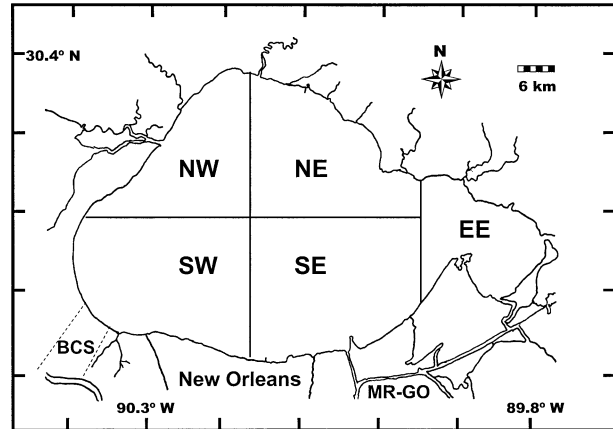 30.4° N
N
6 km
NW
NE
EE
SW
SE
BCS
New Orleans
MR-GO
90.3° W
89.8° W